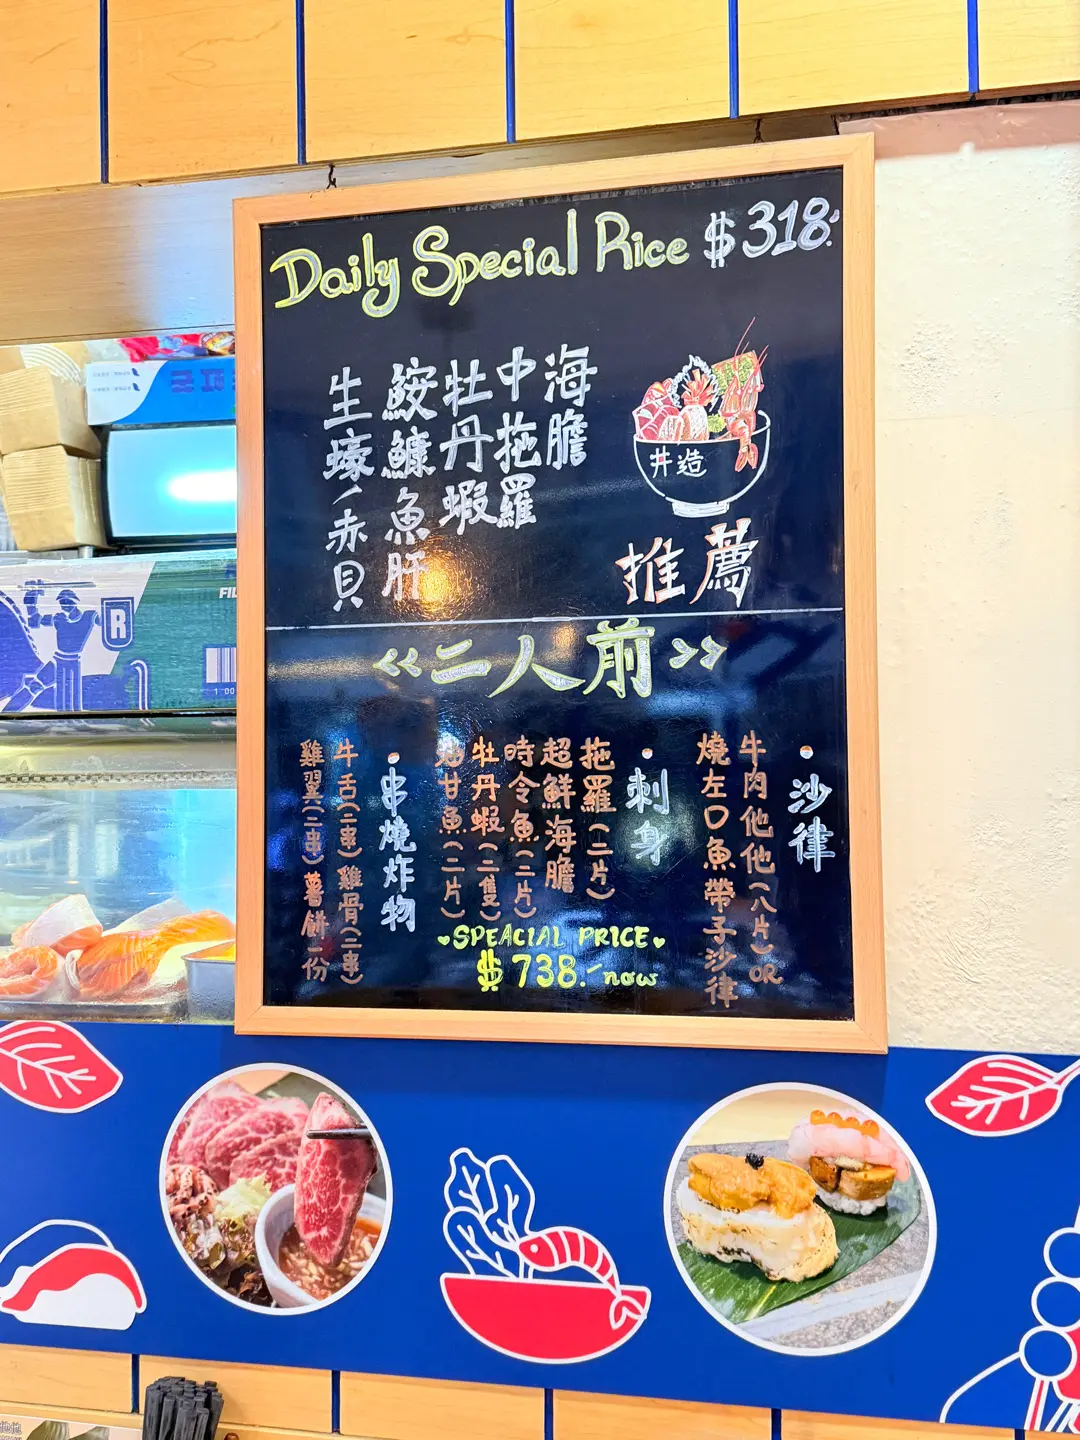 Daily Special Rice $318.-
海膽
中拖羅
牡丹蝦
鮟鱇魚肝
生蠔/赤貝
丼造
推薦
《二人前》
• 沙律
牛肉他他(八片)OR
燒左口魚帶子沙律
• 刺身
拖羅(二片)
超鮮海膽
時令魚(二片)
牡丹蝦(二隻)
油甘魚(二片)
• 串燒炸物
牛舌(二串)雞骨(二串)
雞翼(二串)薯餅一份
♥SPEACIAL PRICE♥
$738.-now
R